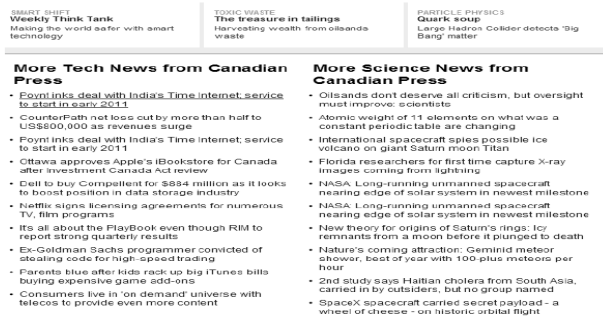 SMART SHIFT
Weekly Think Tank
Making the world safer with smart
technology
TOXIC WASTE
The treasure in tailings
Harvesting wealth from oilsands
waste
PARTICLE PHYSICS
Quark soup
Large Hadron Collider detects 'Big
Bang' matter
More Tech News from Canadian
Press
• Poynt inks deal with India's Time Internet; service
to start in early 2011
• CounterPath net loss cut by more than half to
US$800,000 as revenues surge
• Poynt inks deal with India's Time Internet; service
to start in early 2011
• Ottawa approves Apple's iBookstore for Canada
after Investment Canada Act review
• Dell to buy Compellent for $884 million as it looks
to boost position in data storage industry
• Netflix signs licensing agreements for numerous
TV, film programs
• It's all about the PlayBook even though RIM to
report strong quarterly results
• Ex-Goldman Sachs programmer convicted of
stealing code for high-speed trading
• Parents blue after kids rack up big iTunes bills
buying expensive game add-ons
• Consumers live in 'on demand' universe with
telecos to provide even more content
More Science News from
Canadian Press
• Oilsands don't deserve all criticism, but oversight
must improve: scientists
• Atomic weight of 11 elements on what was a
constant periodic table are changing
• International spacecraft spies possible ice
volcano on giant Saturn moon Titan
• Florida researchers for first time capture X-ray
images coming from lightning
• NASA: Long-running unmanned spacecraft
nearing edge of solar system in newest milestone
• NASA: Long-running unmanned spacecraft
nearing edge of solar system in newest milestone
• New theory for origins of Saturn's rings: Icy
remnants from a moon before it plunged to death
• Nature's coming attraction: Geminid meteor
shower, best of year with 100-plus meteors per
hour
• 2nd study says Haitian cholera from South Asia,
carried in by outsiders, but no group named
• SpaceX spacecraft carried secret payload - a
wheel of cheese - on historic orbital flight